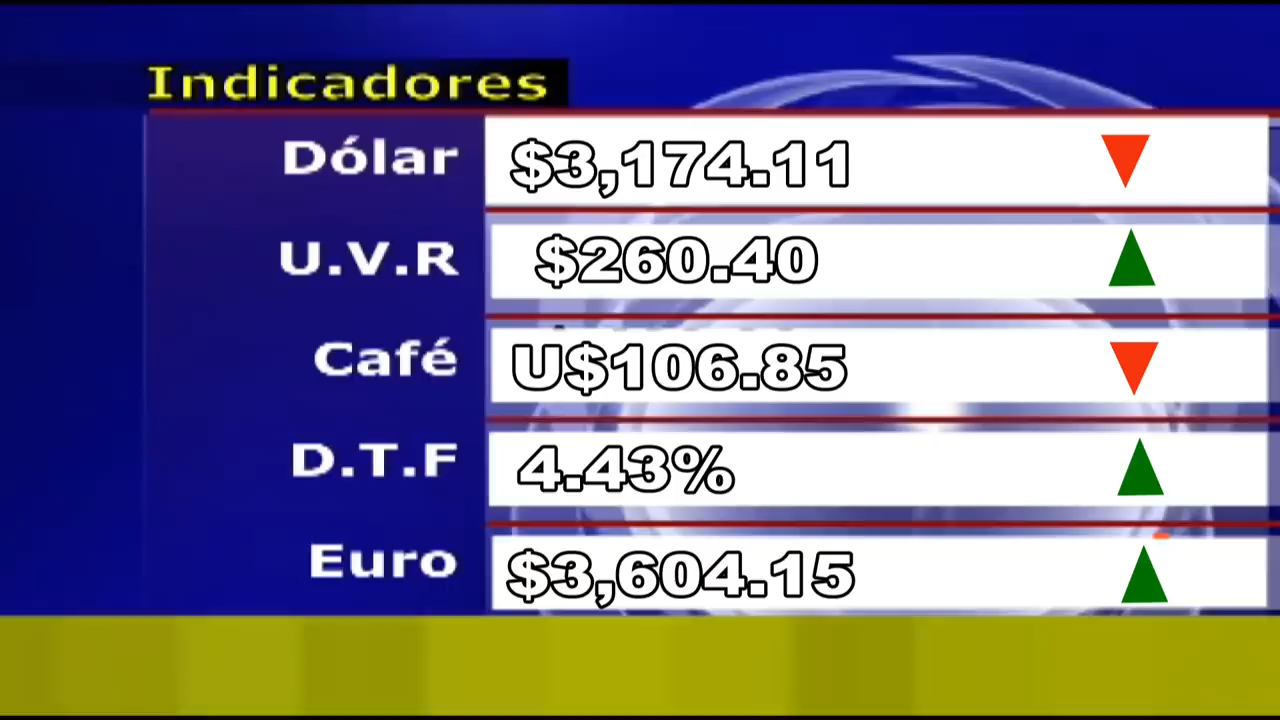 Indicadores
Dólar $3,174.11
U.V.R $260.40
Café U$106.85
D.T.F 4.43%
Euro $3,604.15